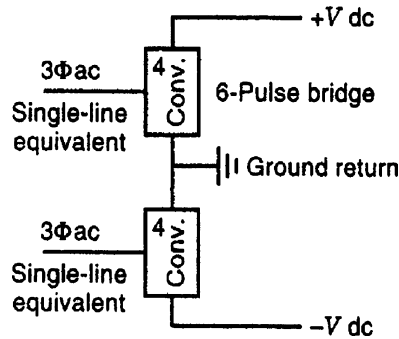 +V dc
3Φac
4
Conv.
6-Pulse bridge
Single-line
equivalent
Ground return
3Φac
4
Conv.
Single-line
equivalent
−V dc